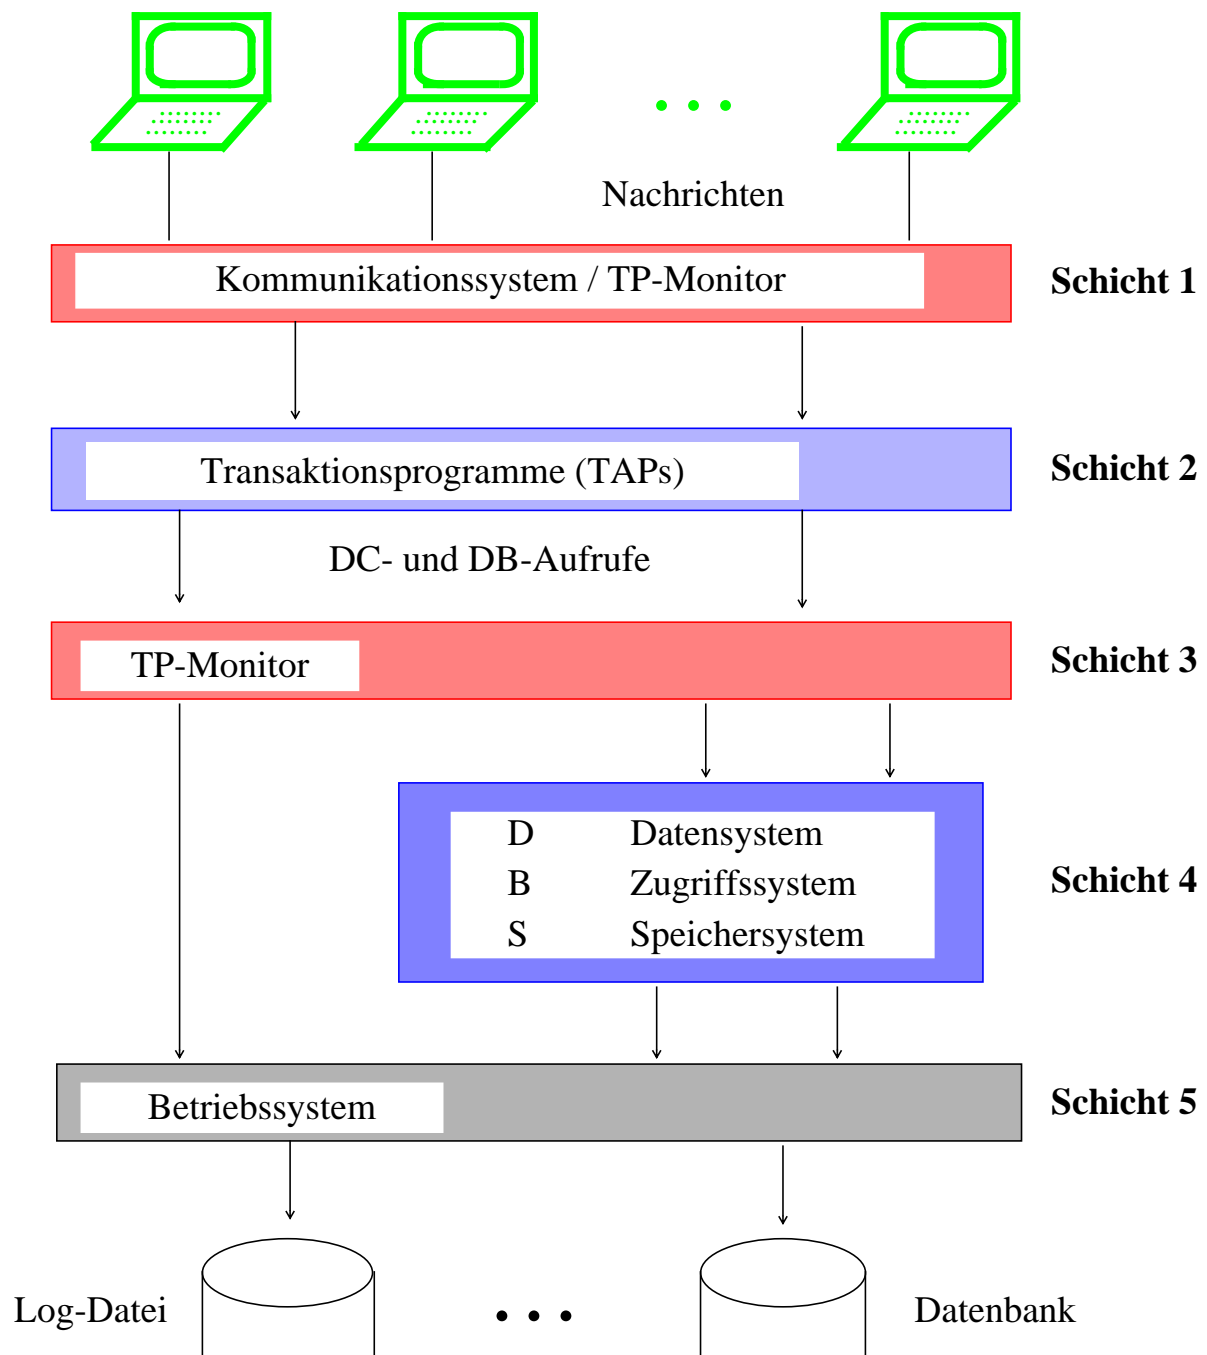 Nachrichten
Kommunikationssystem / TP-Monitor
Schicht 1
Transaktionsprogramme (TAPs)
Schicht 2
DC- und DB-Aufrufe
TP-Monitor
Schicht 3
D Datensystem
B Zugriffssystem
S Speichersystem
Schicht 4
Betriebssystem
Schicht 5
Log-Datei
Datenbank